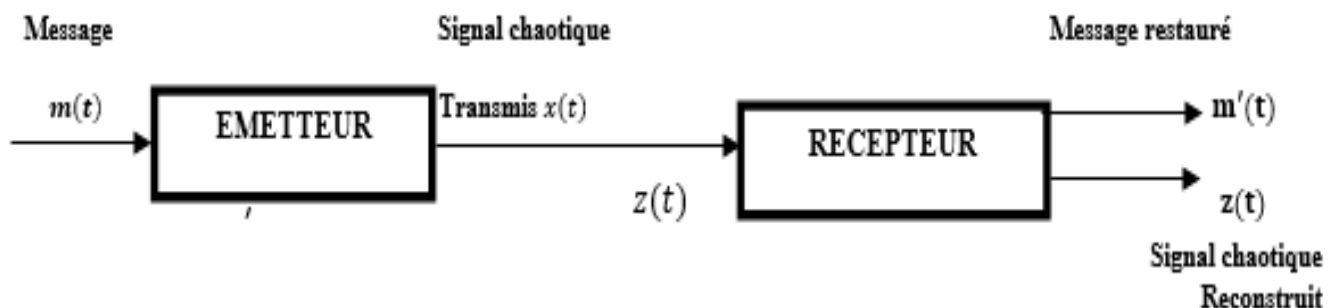 Message
Signal chaotique
Message restauré
m(t)
EMETTEUR
Transmis x(t)
z(t)
RECEPTEUR
m'(t)
z(t)
Signal chaotique
Reconstruit